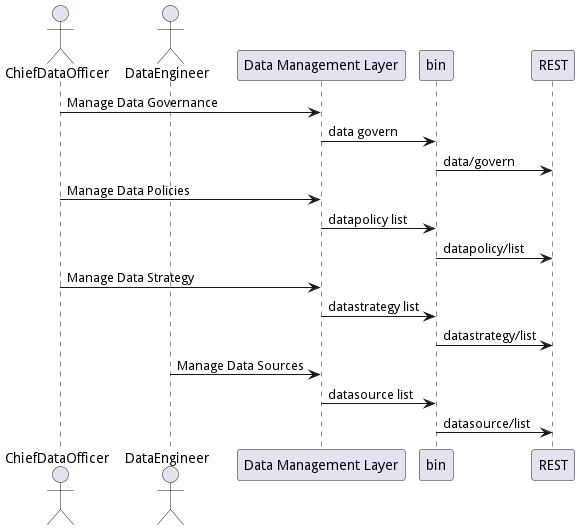 ChiefDataOfficer DataEngineer Data Management Layer bin REST
Manage Data Governance
data govern
data/govern
Manage Data Policies
datapolicy list
datapolicy/list
Manage Data Strategy
datastrategy list
datastrategy/list
Manage Data Sources
datasource list
datasource/list
ChiefDataOfficer DataEngineer Data Management Layer bin REST